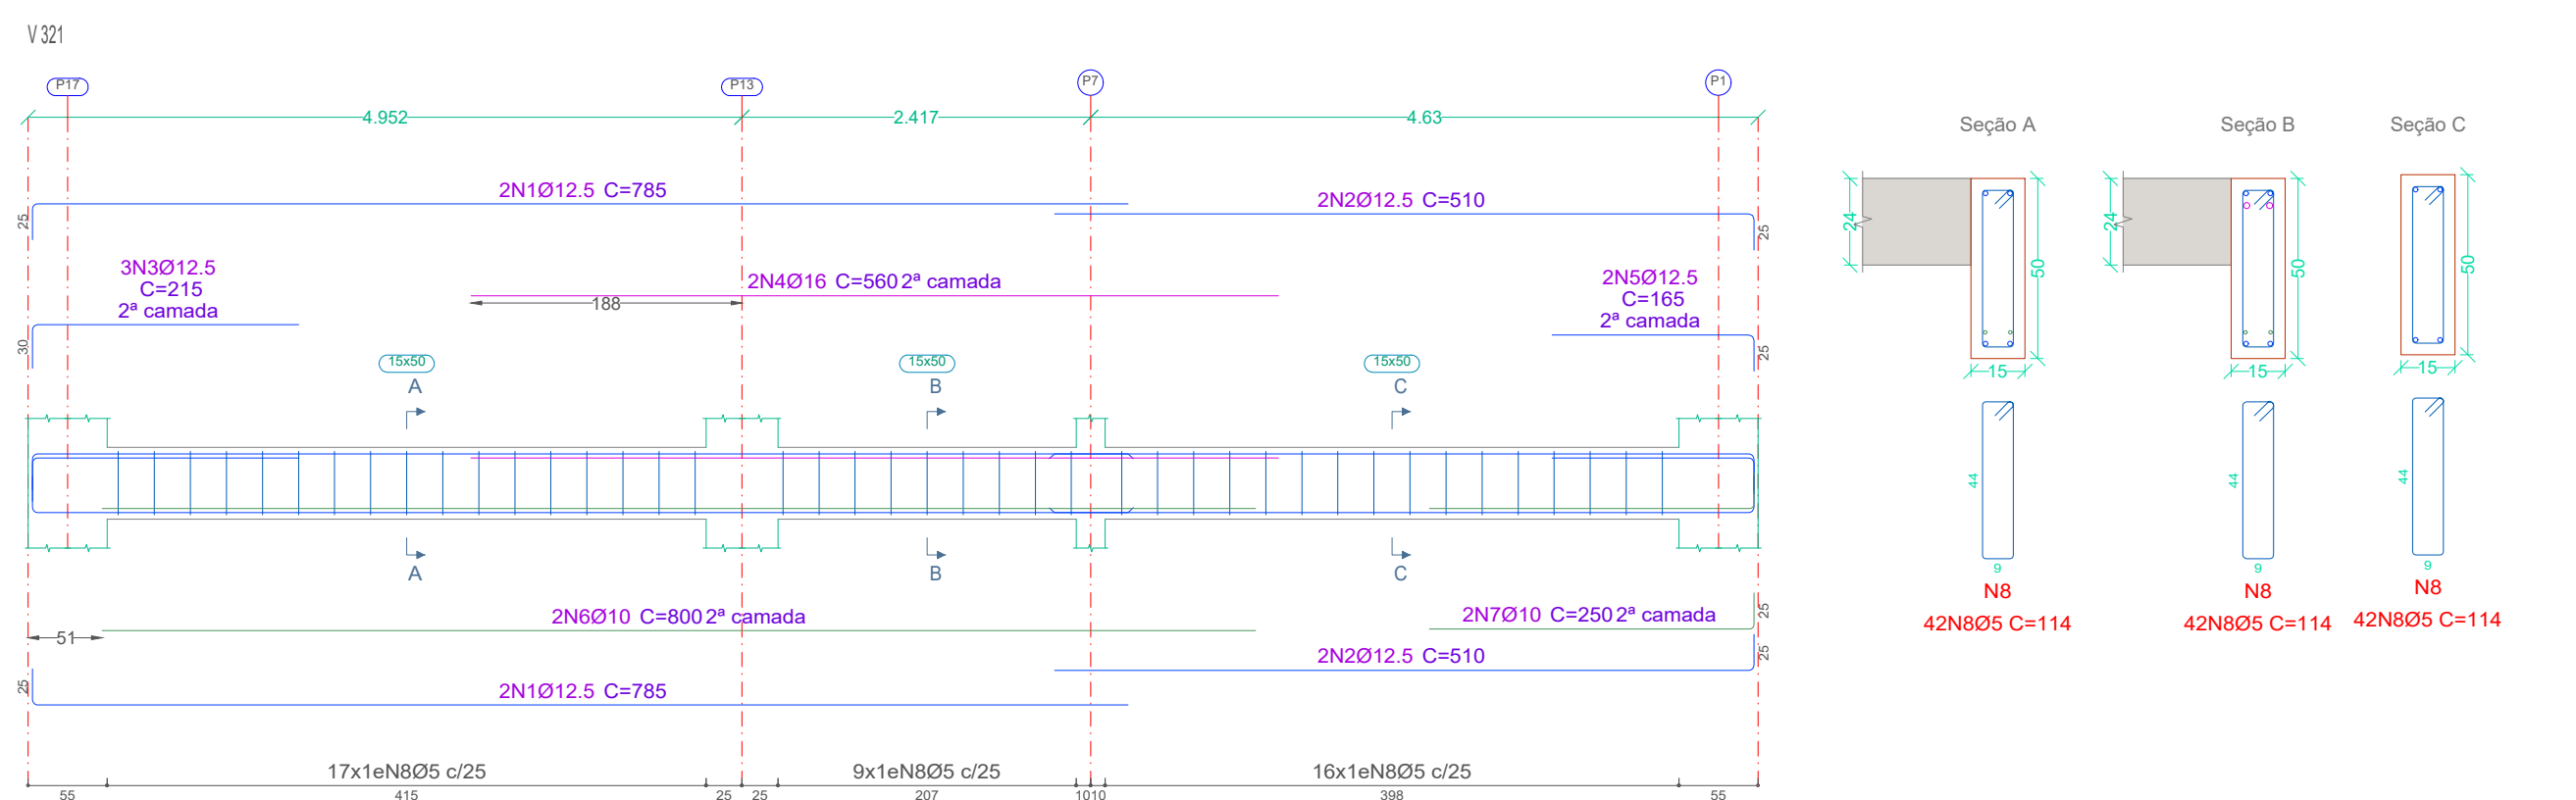 V 321
P17
P13
P7
P1
4.952
2.417
4.63
Seção A
Seção B
Seção C
2N1Ø12.5 C=785
2N2Ø12.5 C=510
25
25
24
50
24
50
50
3N3Ø12.5
C=215
2ª camada
2N4Ø16 C=560 2ª camada
188
2N5Ø12.5
C=165
2ª camada
30
25
15x50
15x50
15x50
A
B
C
15
15
15
44
44
44
9
9
9
A
B
C
N8
N8
N8
42N8Ø5 C=114
42N8Ø5 C=114
42N8Ø5 C=114
2N6Ø10 C=800 2ª camada
2N7Ø10 C=250 2ª camada
25
51
2N2Ø12.5 C=510
25
2N1Ø12.5 C=785
25
17x1eN8Ø5 c/25
9x1eN8Ø5 c/25
16x1eN8Ø5 c/25
55
415
25
25
207
1010
398
55